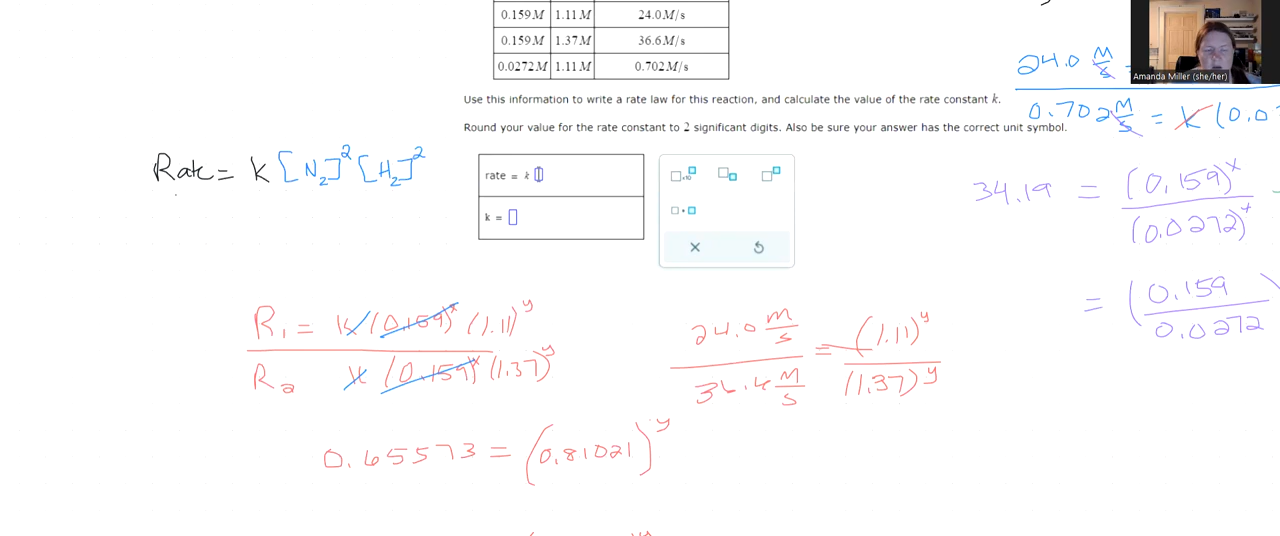 0.159 M 1.11 M 24.0 M/s
0.159 M 1.37 M 36.6 M/s
0.0272 M 1.11 M 0.702 M/s
Amanda Miller (she/her)
24.0 M/s
0.702 M/s = k (0.0
Use this information to write a rate law for this reaction, and calculate the value of the rate constant k.
Round your value for the rate constant to 2 significant digits. Also be sure your answer has the correct unit symbol.
Rate = k [N₂]² [H₂]²
rate = k
k =
x10
34.19 = (0.159)ˣ
(0.0272)ˣ
= (0.159
0.0272
R₁ = k (0.159)ˣ (1.11)ʸ
R₂ k (0.159)ˣ (1.37)ʸ
24.0 M/s = (1.11)ʸ
36.6 M/s (1.37)ʸ
0.65573 = (0.81021)ʸ